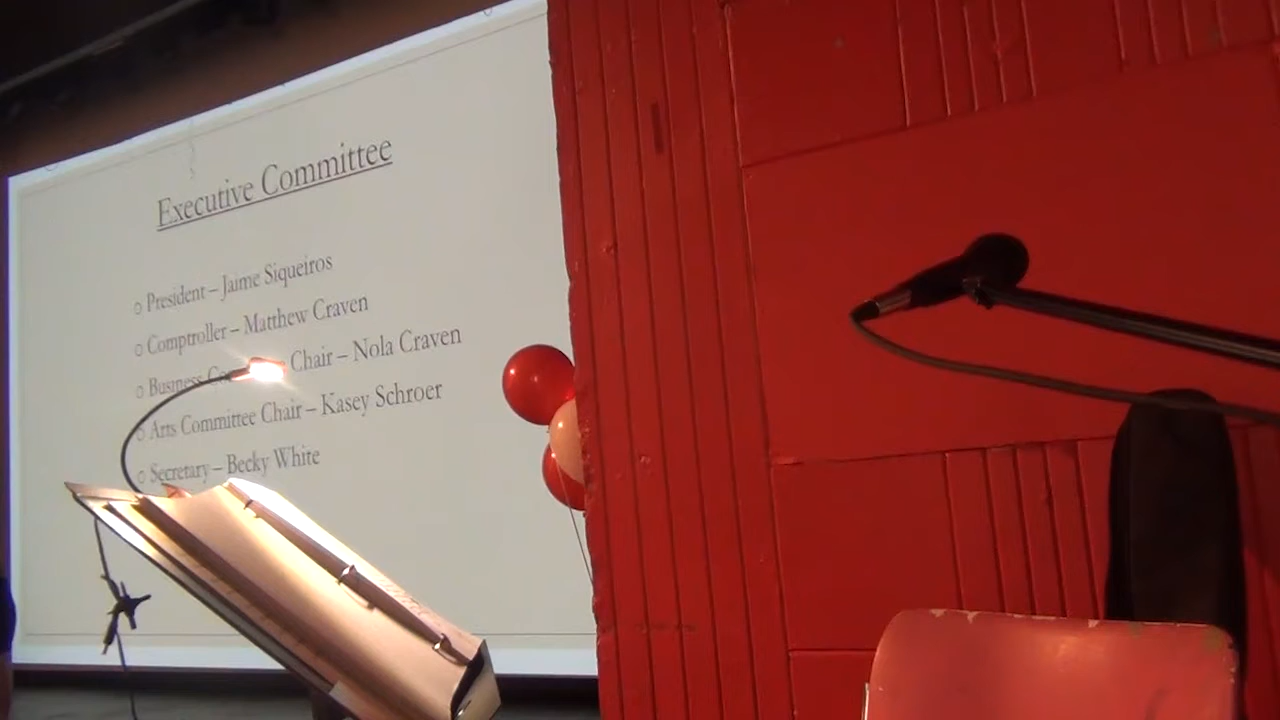 Executive Committee
o President – Jaime Siqueiros
o Comptroller – Matthew Craven
o Business Chair – Nola Craven
o Arts Committee Chair – Kasey Schroer
o Secretary – Becky White